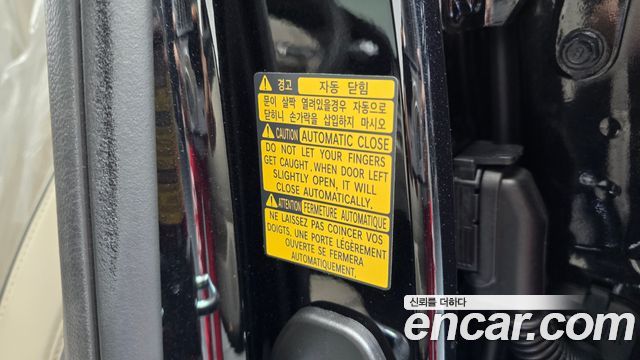 경고 자동 닫힘
문이 살짝 열려있을경우 자동으로
닫히니 손가락을 삽입하지 마시오
CAUTION AUTOMATIC CLOSE
DO NOT LET YOUR FINGERS
GET CAUGHT, WHEN DOOR LEFT
SLIGHTLY OPEN, IT WILL
CLOSE AUTOMATICALLY.
ATTENTION FERMETURE AUTOMATIQUE
NE LAISSEZ PAS COINCER VOS
DOIGTS, UNE PORTE LÉGÈREMENT
OUVERTE SE FERMERA
AUTOMATIQUEMENT.
신뢰를 더하다
encar.com